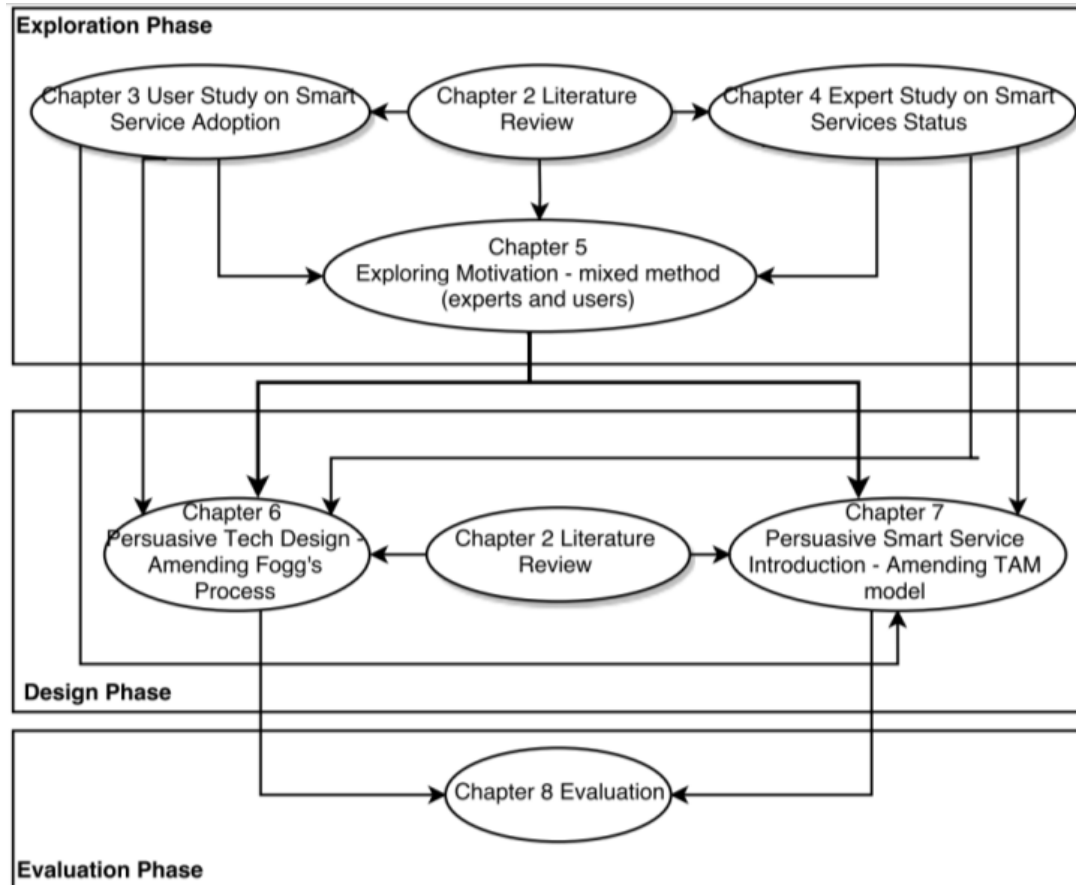 Exploration Phase
Chapter 3 User Study on Smart
Service Adoption
Chapter 2 Literature
Review
Chapter 4 Expert Study on Smart
Services Status
Chapter 5
Exploring Motivation - mixed method
(experts and users)
Chapter 6
Persuasive Tech Design -
Amending Fogg's
Process
Chapter 2 Literature
Review
Chapter 7
Persuasive Smart Service
Introduction - Amending TAM
model
Design Phase
Chapter 8 Evaluation
Evaluation Phase